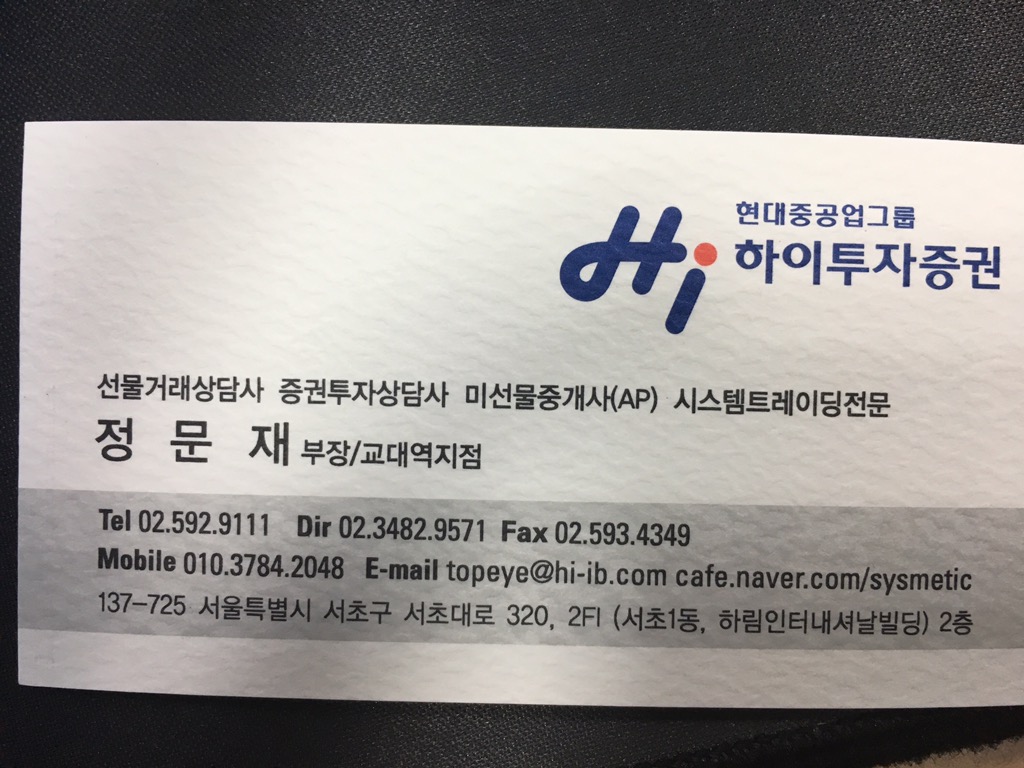 Hi 현대중공업그룹
하이투자증권
선물거래상담사 증권투자상담사 미선물중개사(AP) 시스템트레이딩전문
정 문 재 부장/교대역지점
Tel 02.592.9111 Dir 02.3482.9571 Fax 02.593.4349
Mobile 010.3784.2048 E-mail topeye@hi-ib.com cafe.naver.com/sysmetic
137-725 서울특별시 서초구 서초대로 320, 2Fl (서초1동, 하림인터내셔날빌딩) 2층